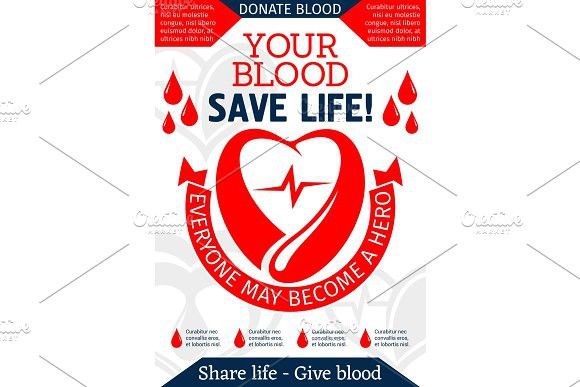 DONATE BLOOD
Curabitur ultrices,
nisl eu molestie
congue, nisl libero
euismod dolor, at
ultrices nibh nibh
Curabitur ultrices,
nisl eu molestie
congue, nisl libero
euismod dolor, at
ultrices nibh nibh
YOUR
BLOOD
SAVE LIFE!
EVERYONE MAY BECOME A HERO
Curabitur nec
convallis eros,
et lobortis nisl.
Curabitur nec
convallis eros,
et lobortis nisl.
Curabitur nec
convallis eros,
et lobortis nisl.
Curabitur nec
convallis eros,
et lobortis nisl.
Share life - Give blood
Creative
MARKET